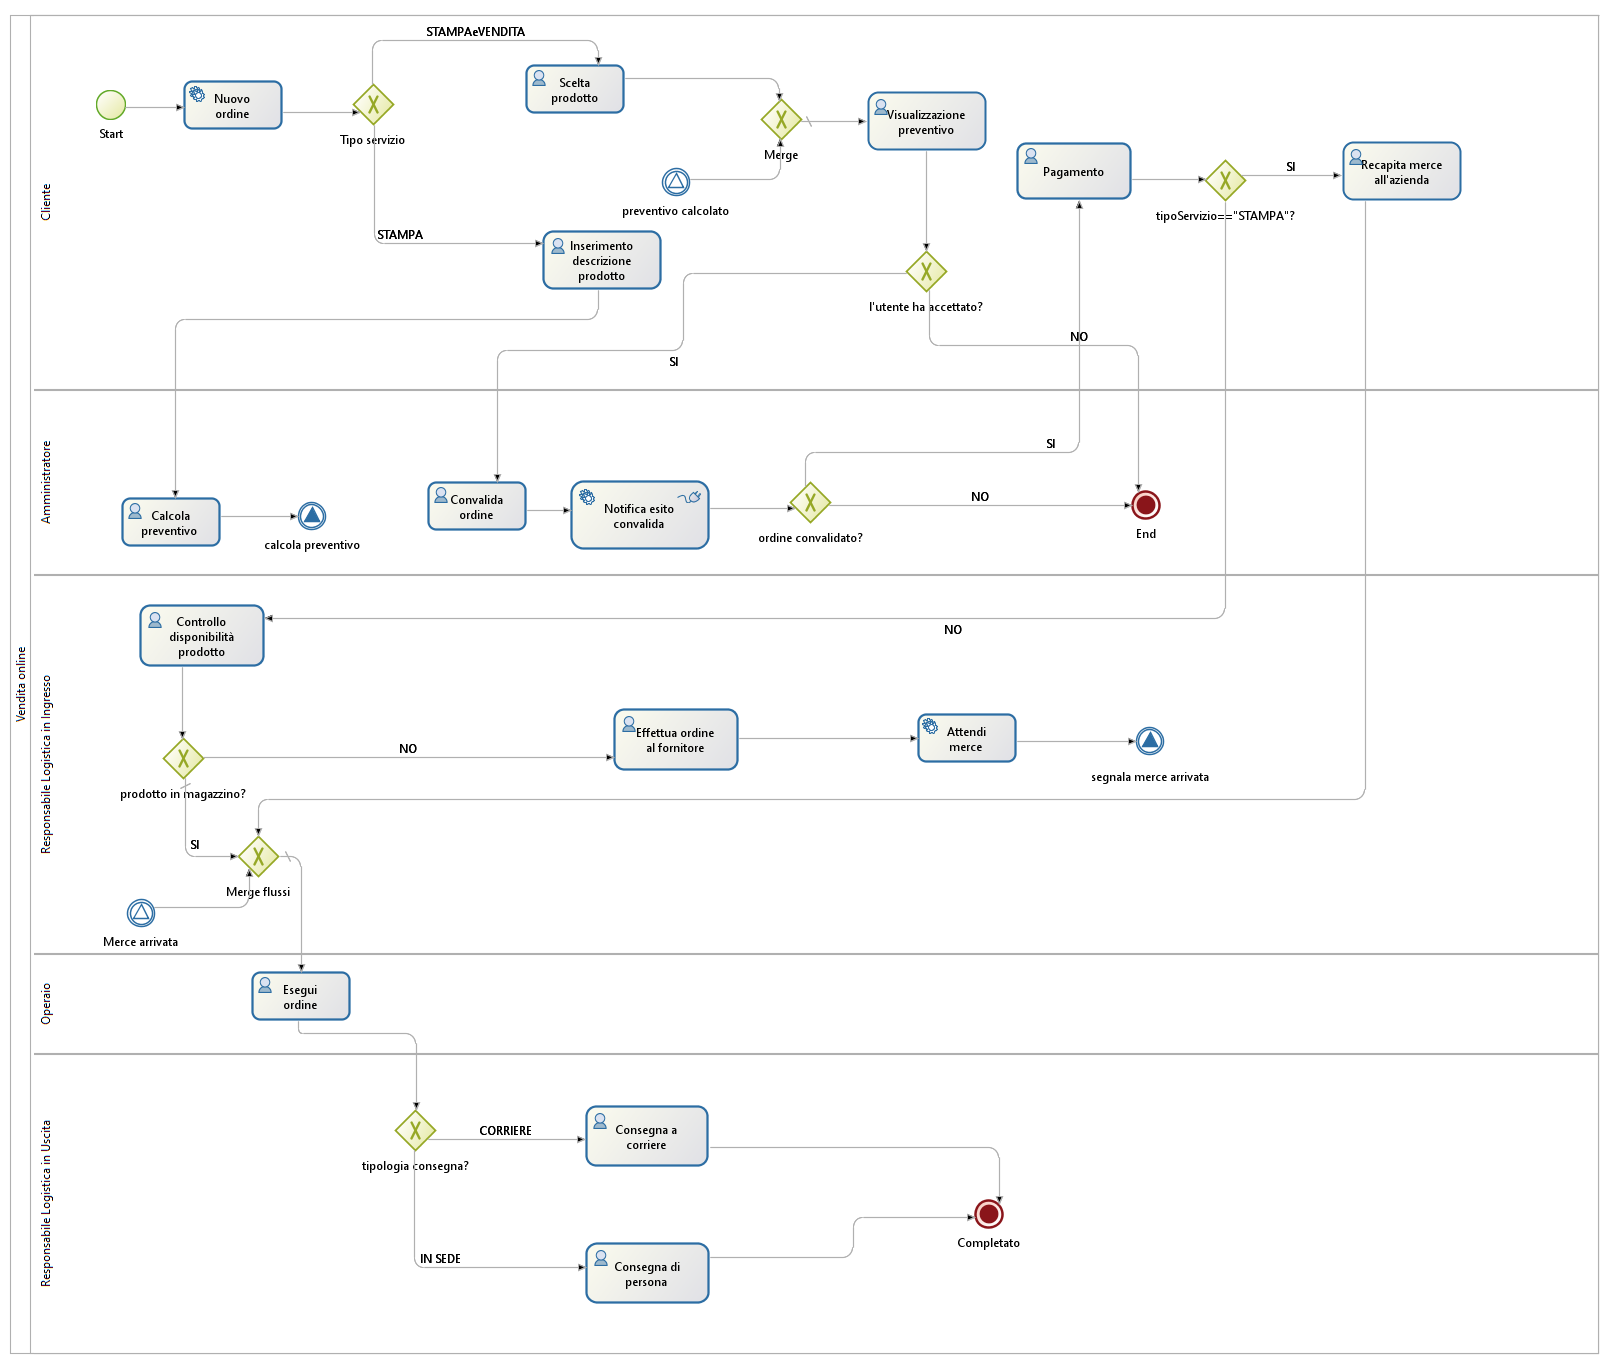 Vendita online
Cliente
Start
Nuovo
ordine
Tipo servizio
STAMPAeVENDITA
STAMPA
Scelta
prodotto
Merge
preventivo calcolato
Inserimento
descrizione
prodotto
Visualizzazione
preventivo
l'utente ha accettato?
SI
NO
Pagamento
tipoServizio=="STAMPA"?
SI
Recapita merce
all'azienda
Amministratore
Calcola
preventivo
calcola preventivo
Convalida
ordine
Notifica esito
convalida
ordine convalidato?
SI
NO
End
Responsabile Logistica in Ingresso
NO
Controllo
disponibilità
prodotto
prodotto in magazzino?
NO
SI
Effettua ordine
al fornitore
Attendi
merce
segnala merce arrivata
Merge flussi
Merce arrivata
Operaio
Esegui
ordine
Responsabile Logistica in Uscita
tipologia consegna?
CORRIERE
Consegna a
corriere
IN SEDE
Consegna di
persona
Completato